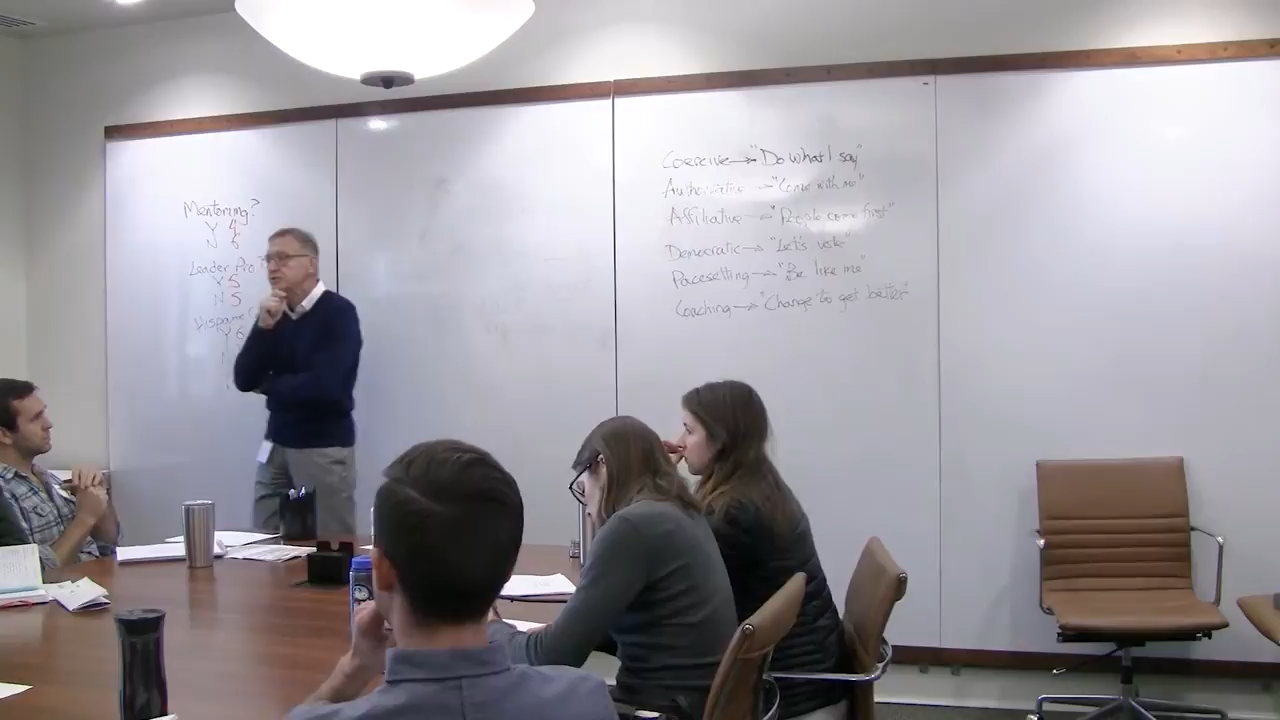 Mentoring?
Y 4
N 6
Leader Pro
Y 5
N 5
Y 6
N
Coercive → "Do what I say"
Authoritative → "Come with me"
Affiliative → "People come first"
Democratic → "Let's vote"
Pacesetting → "Be like me"
Coaching → "Change to get better"